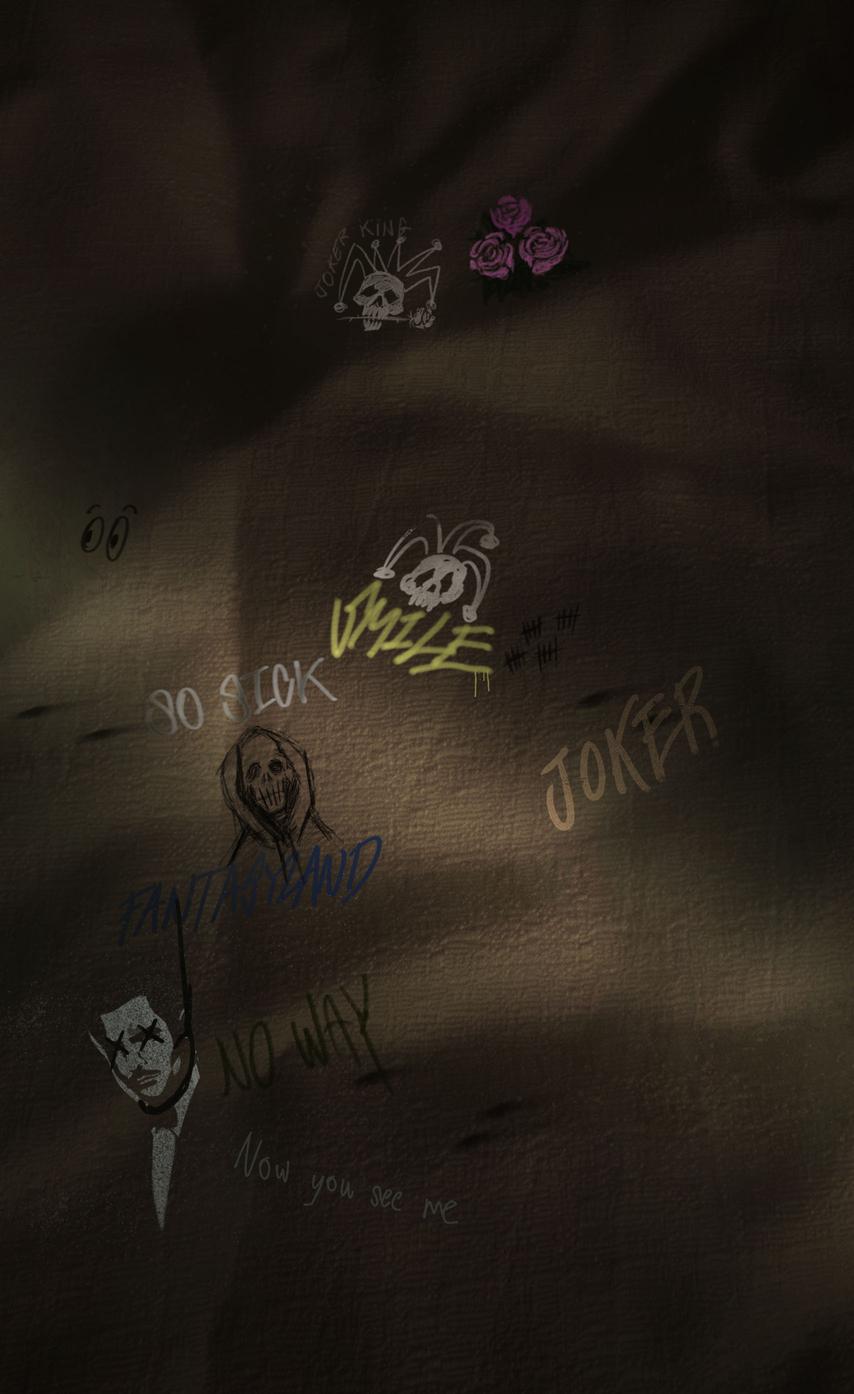 JOKER KING
SMILE
SO SICK
JOKER
FANTASYLAND
NO WAY
Now you see me